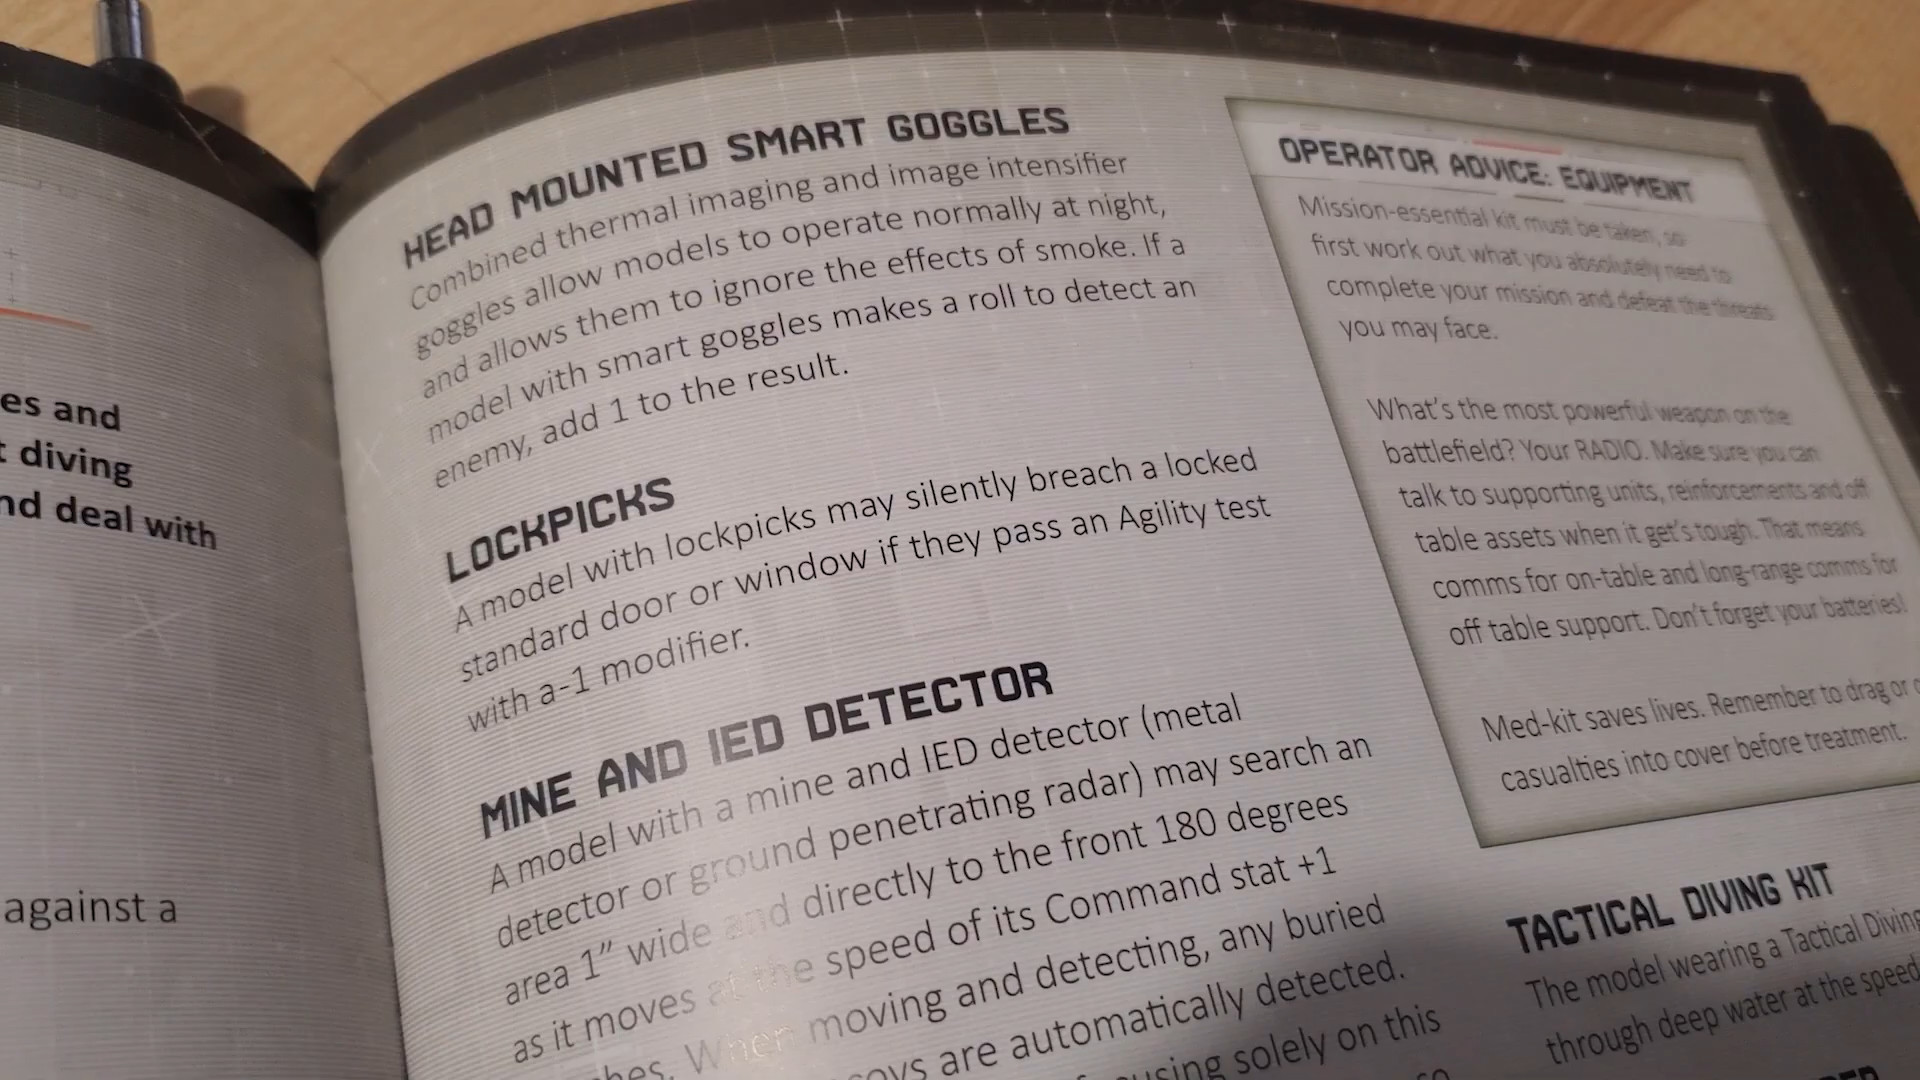 es and
diving
nd deal with
against a
HEAD MOUNTED SMART GOGGLES
Combined thermal imaging and image intensifier
goggles allow models to operate normally at night,
and allows them to ignore the effects of smoke. If a
model with smart goggles makes a roll to detect an
enemy, add 1 to the result.
LOCKPICKS
A model with lockpicks may silently breach a locked
standard door or window if they pass an Agility test
with a-1 modifier.
MINE AND IED DETECTOR
A model with a mine and IED detector (metal
detector or ground penetrating radar) may search an
area 1” wide and directly to the front 180 degrees
as it moves at the speed of its Command stat +1
hes. When moving and detecting, any buried
are automatically detected.
solely on this
OPERATOR ADVICE: EQUIPMENT
Mission-essential kit must be taken, so
first work out what you absolutely need to
complete your mission and defeat the threats
you may face.
What's the most powerful weapon on the
battlefield? Your RADIO. Make sure you can
talk to supporting units, reinforcements and off
table assets when it get's tough. That means
comms for on-table and long-range comms for
off table support. Don't forget your batteries!
Med-kit saves lives. Remember to drag or
casualties into cover before treatment.
TACTICAL DIVING KIT
The model wearing a Tactical Diving
through deep water at the speed